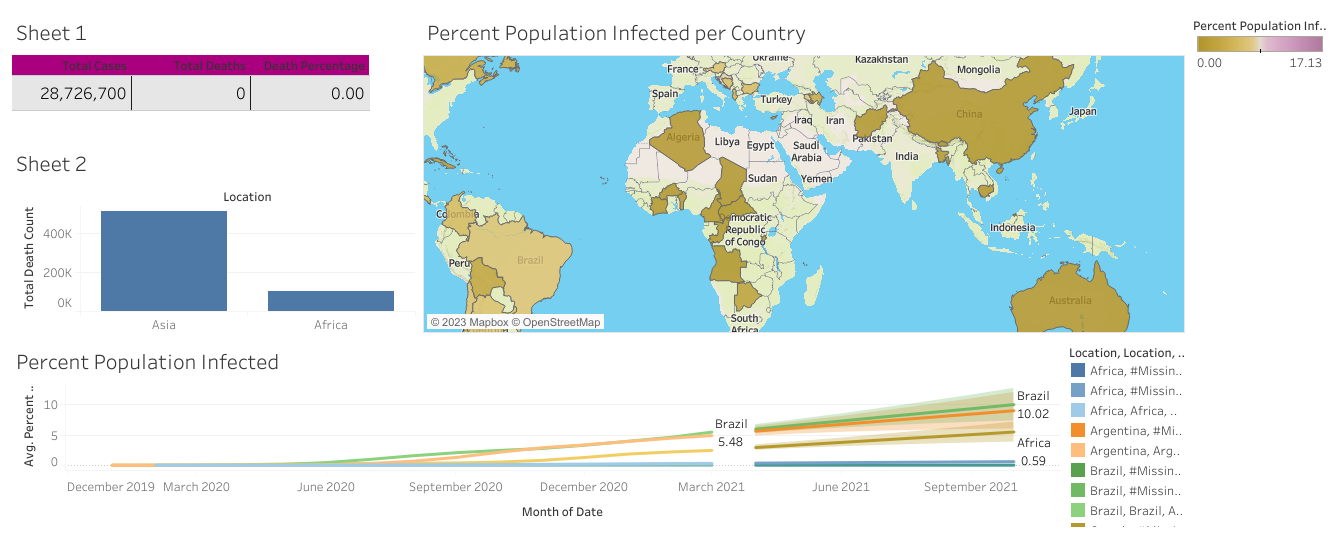 Sheet 1
Total Cases Total Deaths Death Percentage
28,726,700 0 0.00
Sheet 2
Location
Total Death Count
400K
200K
0K
Asia Africa
Percent Population Infected per Country
France
Ukraine
Kazakhstan
Mongolia
Spain
Turkey
Japan
Iraq
Iran
China
Algeria
Libya
Egypt
Saudi
Arabia
Pakistan
India
Sudan
Yemen
Colombia
Democratic
Republic
of Congo
Indonesia
Peru
Brazil
Australia
South
Africa
Argentina
© 2023 Mapbox © OpenStreetMap
Percent Population Inf..
0.00 17.13
Percent Population Infected
Avg. Percent ..
10
5
0
Brazil
5.48
Brazil
10.02
Africa
0.59
December 2019 March 2020 June 2020 September 2020 December 2020 March 2021 June 2021 September 2021
Month of Date
Location, Location, ..
Africa, #Missin..
Africa, #Missin..
Africa, Africa, ..
Argentina, #Mi..
Argentina, Arg..
Brazil, #Missin..
Brazil, #Missin..
Brazil, Brazil, A..